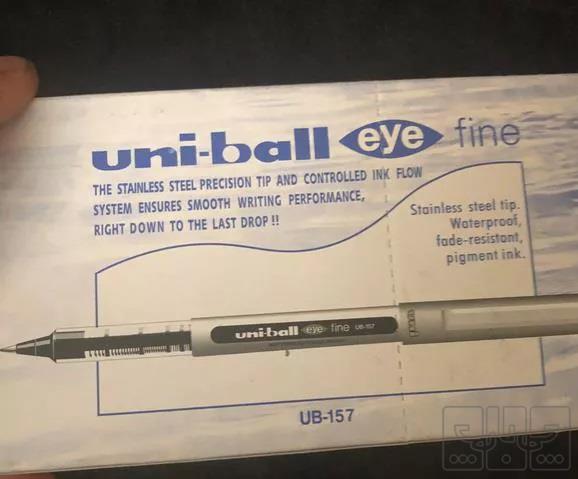 uni-ball eye fine
THE STAINLESS STEEL PRECISION TIP AND CONTROLLED INK FLOW
SYSTEM ENSURES SMOOTH WRITING PERFORMANCE,
RIGHT DOWN TO THE LAST DROP!!
Stainless steel tip.
Waterproof,
fade-resistant,
pigment ink.
uni-ball eye fine UB-157
UB-157